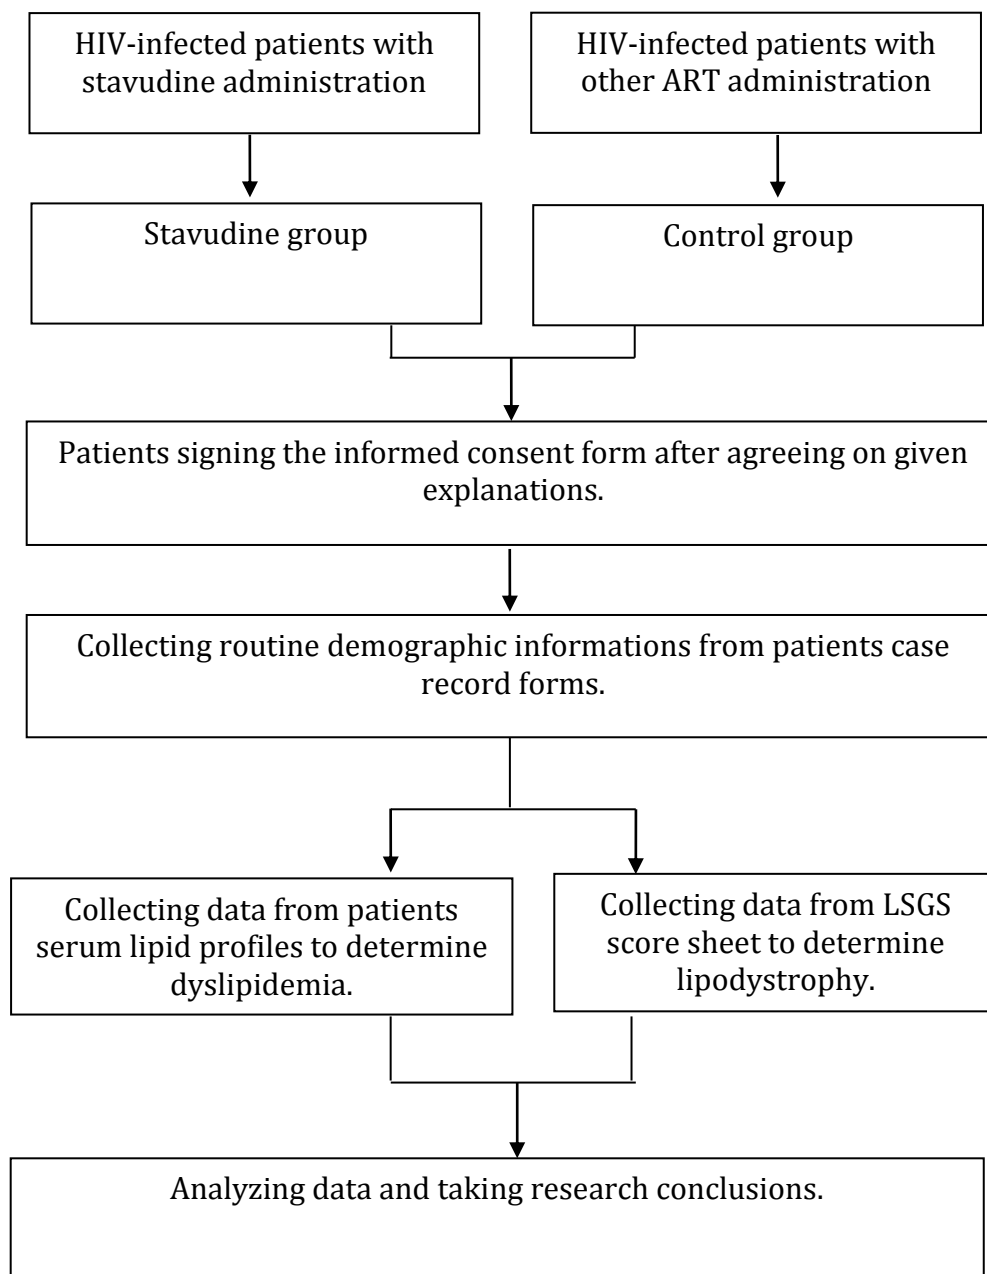 HIV-infected patients with
stavudine administration
HIV-infected patients with
other ART administration
Stavudine group
Control group
Patients signing the informed consent form after agreeing on given
explanations.
Collecting routine demographic informations from patients case
record forms.
Collecting data from patients
serum lipid profiles to determine
dyslipidemia.
Collecting data from LSGS
score sheet to determine
lipodystrophy.
Analyzing data and taking research conclusions.